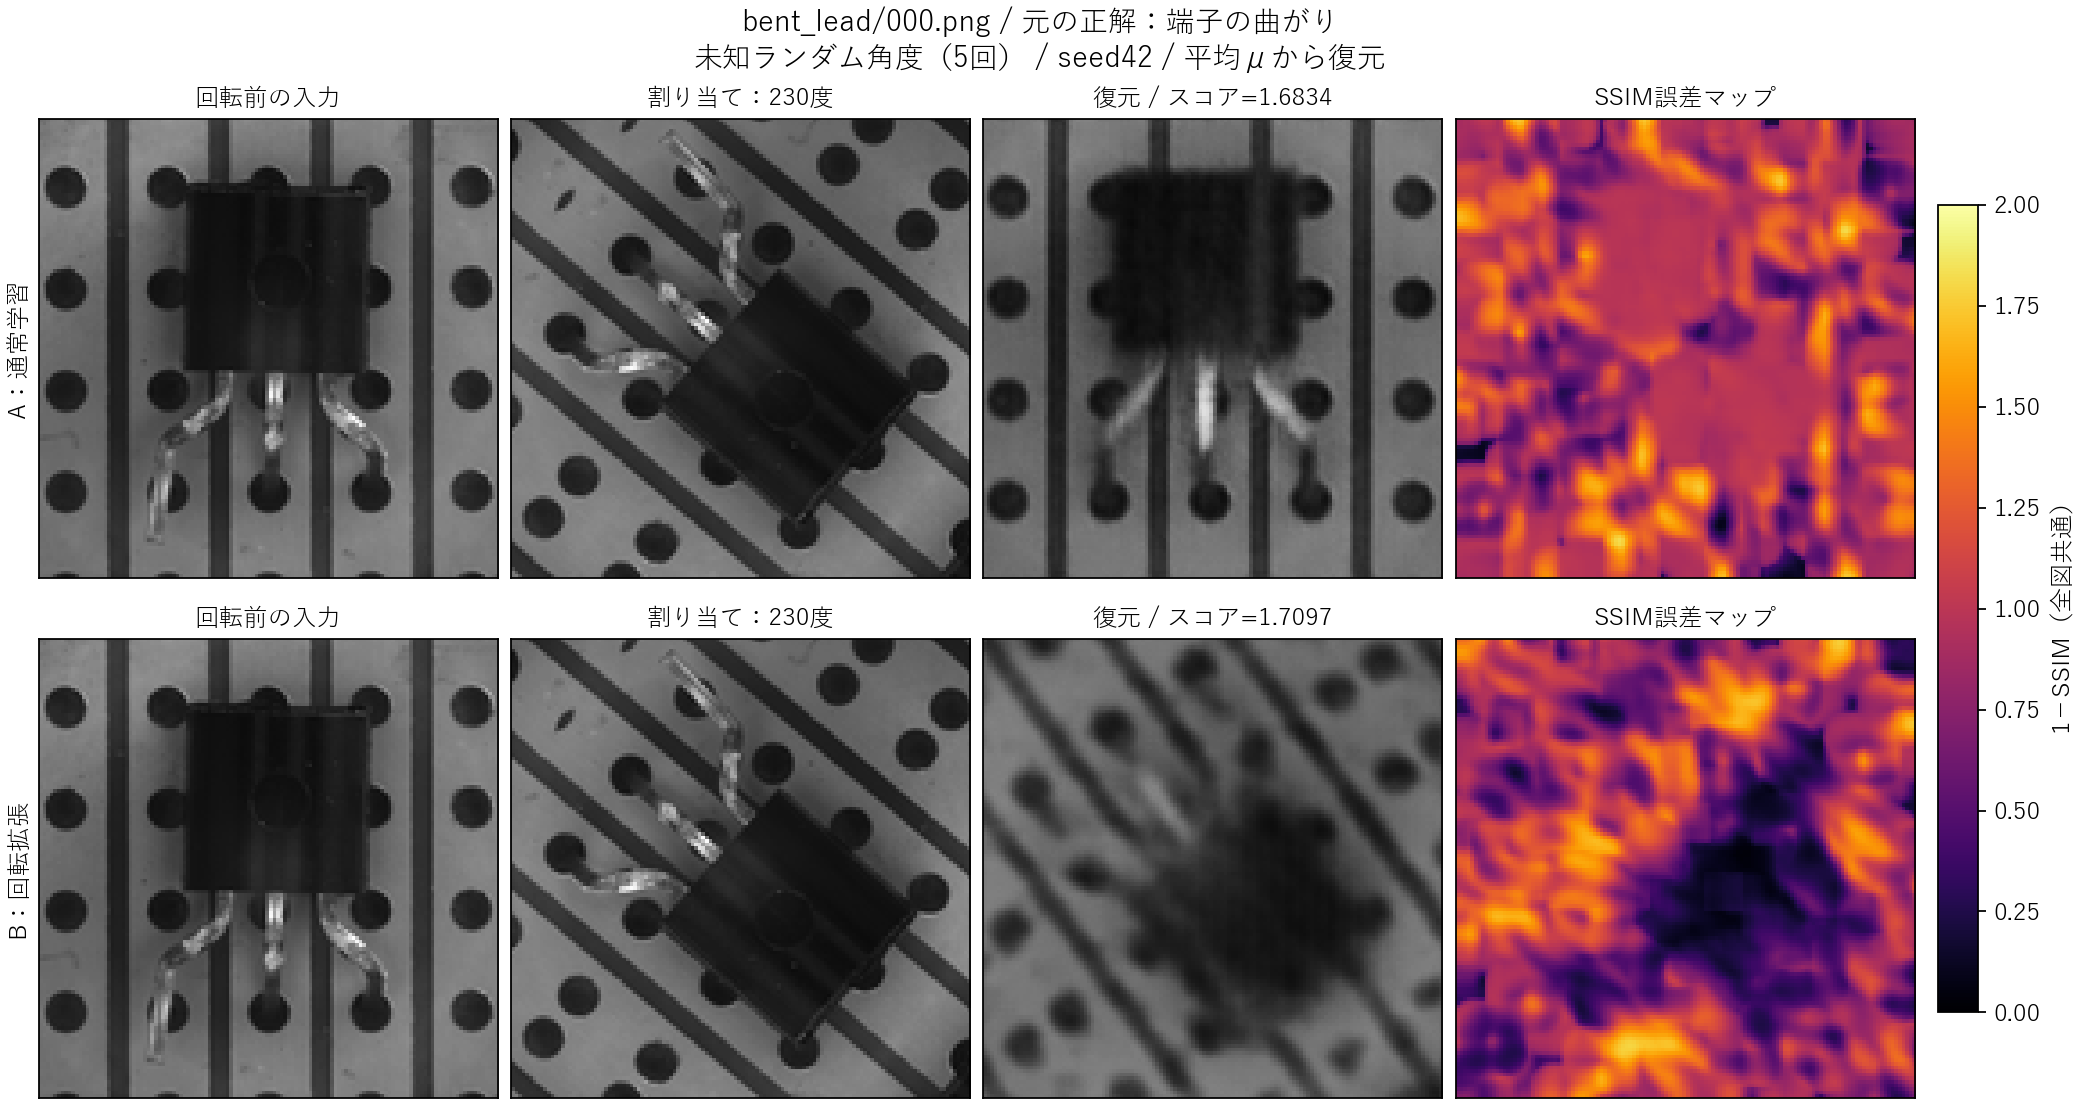 bent_lead/000.png / 元の正解：端子の曲がり
未知ランダム角度（5回） / seed42 / 平均μから復元
回転前の入力
割り当て：230度
復元 / スコア=1.6834
SSIM誤差マップ
A：通常学習
回転前の入力
割り当て：230度
復元 / スコア=1.7097
SSIM誤差マップ
B：回転拡張
2.00
1.75
1.50
1.25
1.00
0.75
0.50
0.25
0.00
1−SSIM（全図共通）